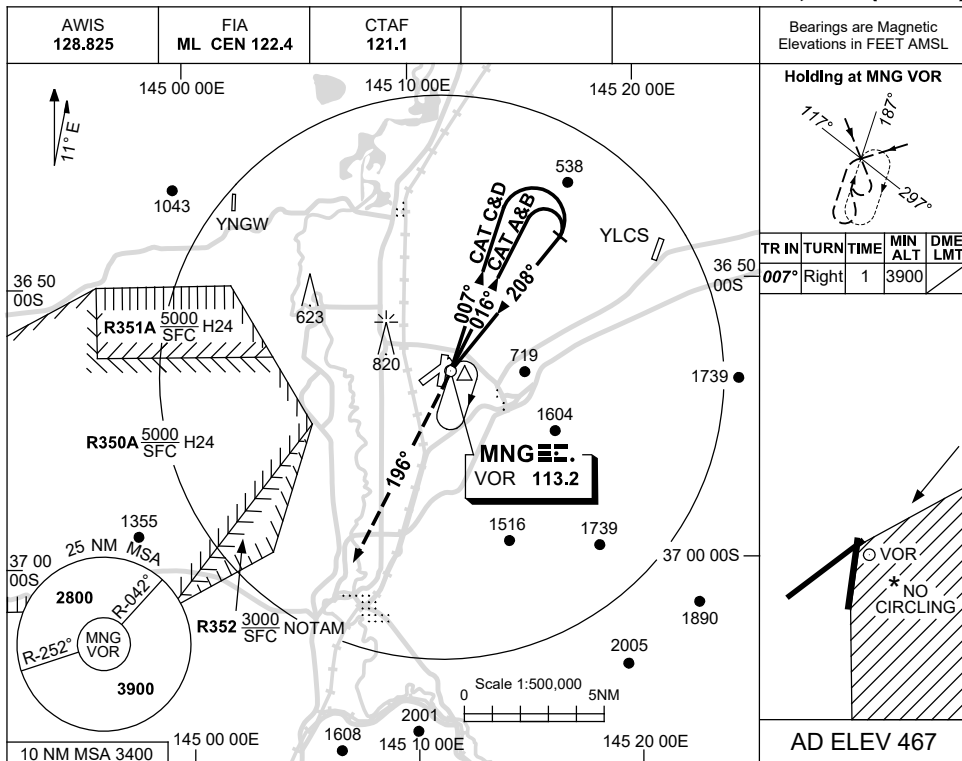 AWIS
128.825
FIA
ML CEN 122.4
CTAF
121.1
Bearings are Magnetic
Elevations in FEET AMSL
145 00 00E
145 10 00E
145 20 00E
11° E
1043
YNGW
538
YLCS
CAT C&D
CAT A&B
007°
016°
208°
36 50
00S
36 50
00S
R351A 5000
SFC H24
623
820
719
1739
1604
R350A 5000
SFC H24
MNG
VOR 113.2
196°
1516
1739
1355
37 00
00S
37 00 00S
25 NM MSA
2800
R-042°
R-252°
MNG
VOR
3900
R352 3000
SFC NOTAM
1890
2005
Scale 1:500,000
0
5NM
2001
1608
10 NM MSA 3400
145 00 00E
145 10 00E
145 20 00E
Holding at MNG VOR
117°
187°
297°
TR IN TURN TIME MIN ALT DME LMT
007° Right 1 3900
VOR
* NO
CIRCLING
AD ELEV 467